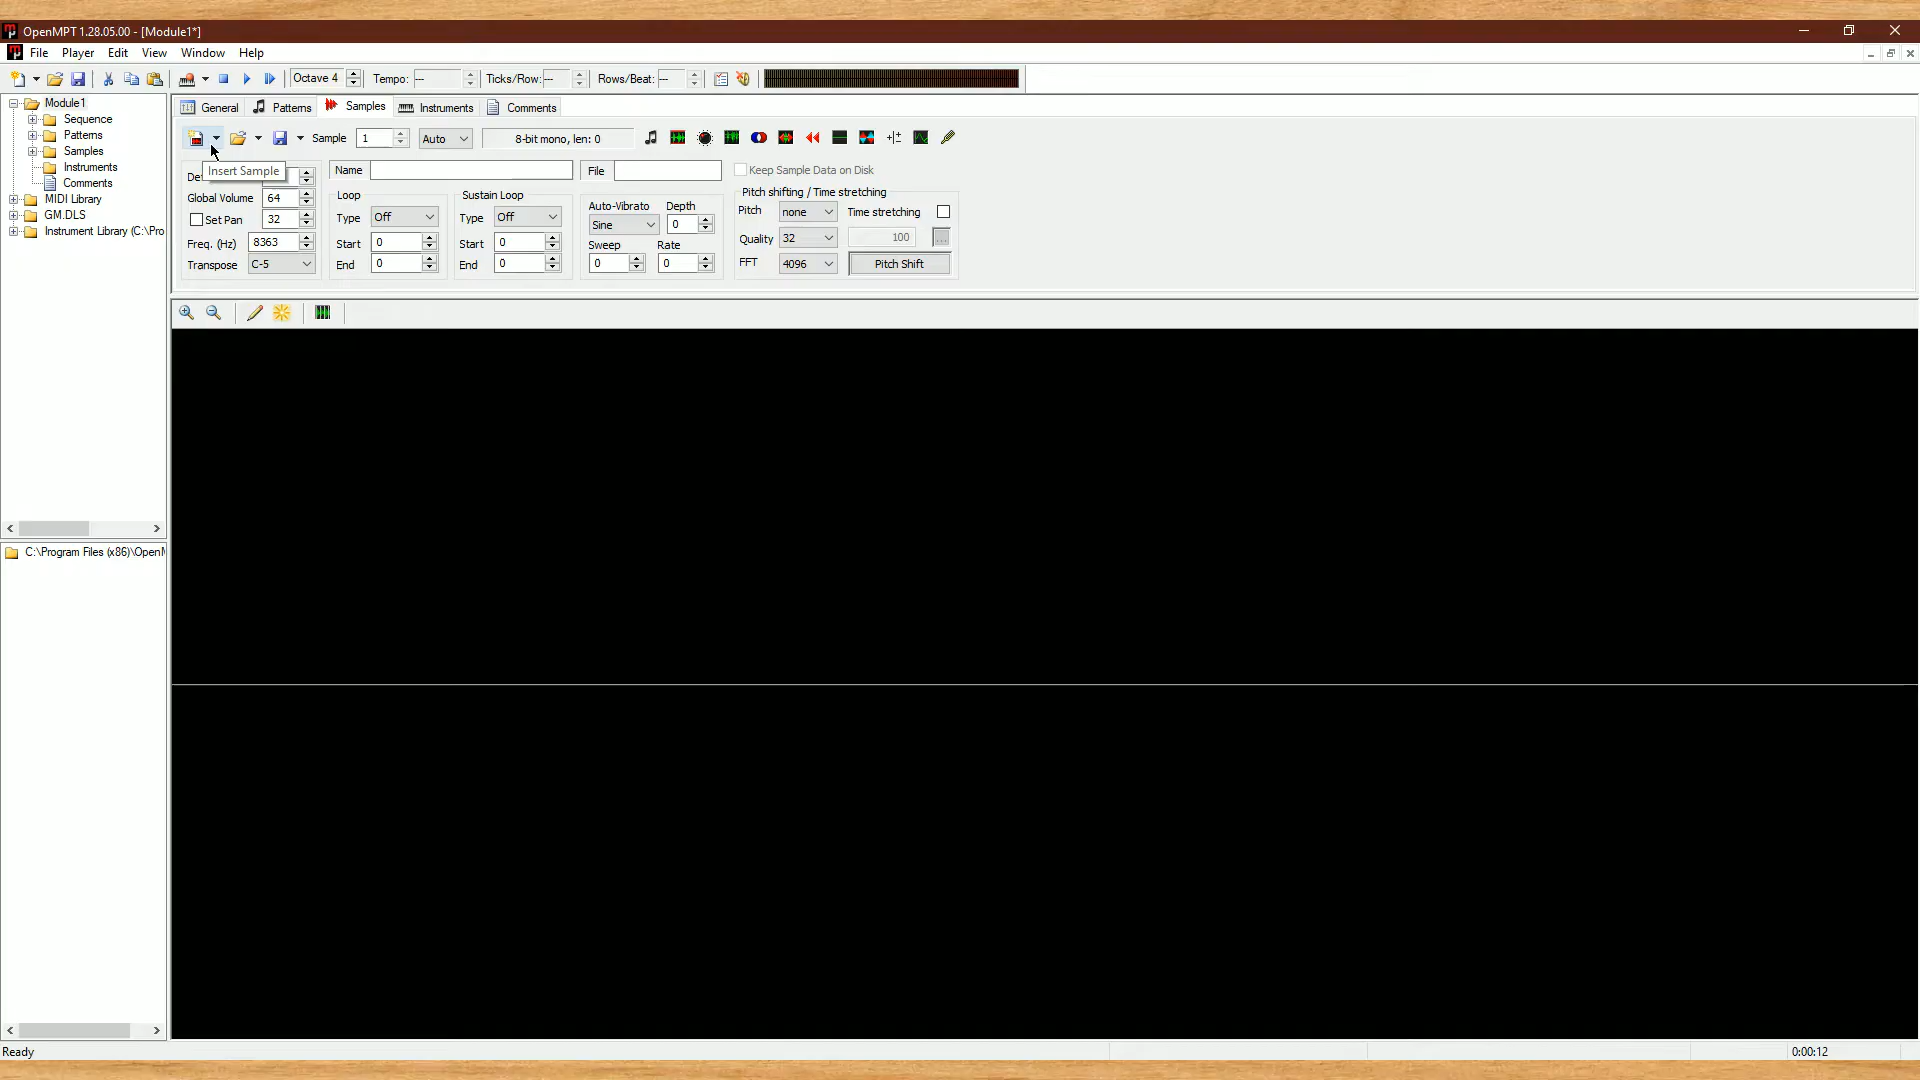 OpenMPT 1.28.05.00 - [Module1*]
File Player Edit View Window Help
Octave 4 Tempo: --- Ticks/Row: --- Rows/Beat: ---
Module1
Sequence
Patterns
Samples
Instruments
Comments
MIDI Library
GM.DLS
Instrument Library (C:\Pro
C:\Program Files (x86)\Open
General Patterns Samples Instruments Comments
Sample 1 Auto 8-bit mono, len: 0
Insert Sample
Global Volume 64
Set Pan 32
Freq. (Hz) 8363
Transpose C-5
Name
File
Loop
Type Off
Start 0
End 0
Sustain Loop
Type Off
Start 0
End 0
Auto-Vibrato Depth
Sine 0
Sweep Rate
0 0
Keep Sample Data on Disk
Pitch shifting / Time stretching
Pitch none Time stretching
Quality 32 100 ...
FFT 4096 Pitch Shift
Ready 0:00:12